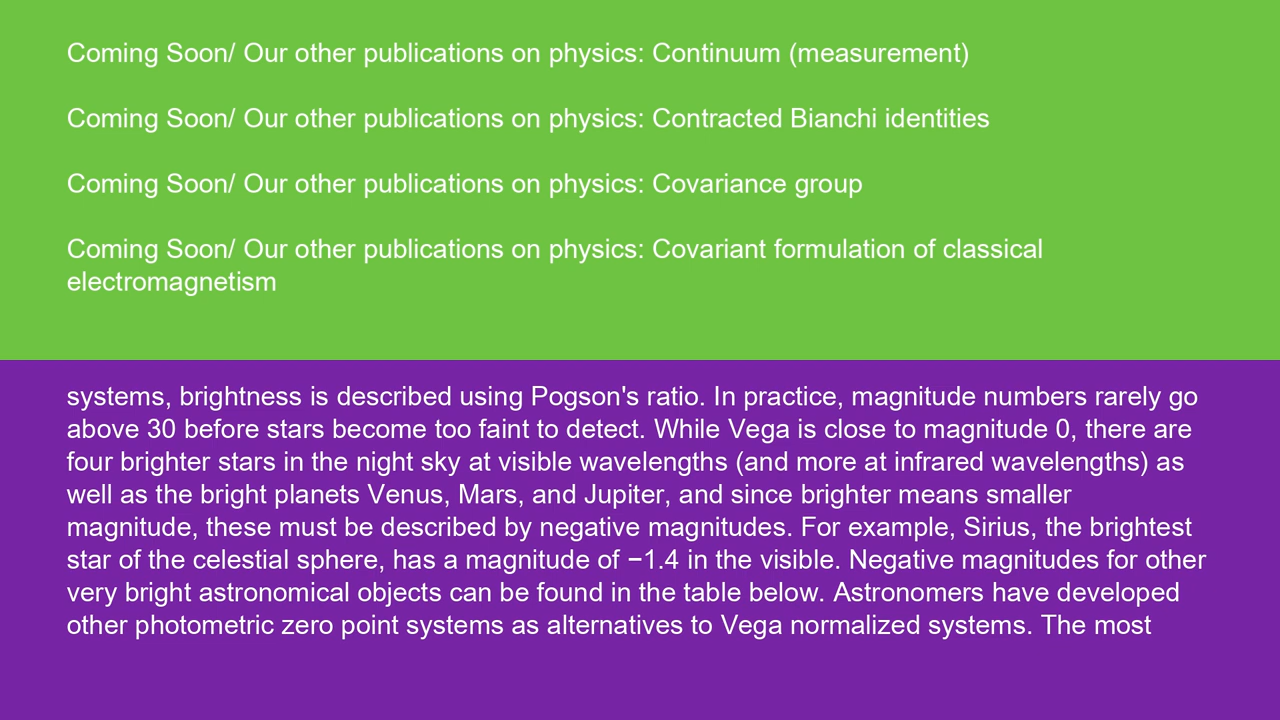 Coming Soon/ Our other publications on physics: Continuum (measurement)
Coming Soon/ Our other publications on physics: Contracted Bianchi identities
Coming Soon/ Our other publications on physics: Covariance group
Coming Soon/ Our other publications on physics: Covariant formulation of classical
electromagnetism
systems, brightness is described using Pogson's ratio. In practice, magnitude numbers rarely go
above 30 before stars become too faint to detect. While Vega is close to magnitude 0, there are
four brighter stars in the night sky at visible wavelengths (and more at infrared wavelengths) as
well as the bright planets Venus, Mars, and Jupiter, and since brighter means smaller
magnitude, these must be described by negative magnitudes. For example, Sirius, the brightest
star of the celestial sphere, has a magnitude of −1.4 in the visible. Negative magnitudes for other
very bright astronomical objects can be found in the table below. Astronomers have developed
other photometric zero point systems as alternatives to Vega normalized systems. The most